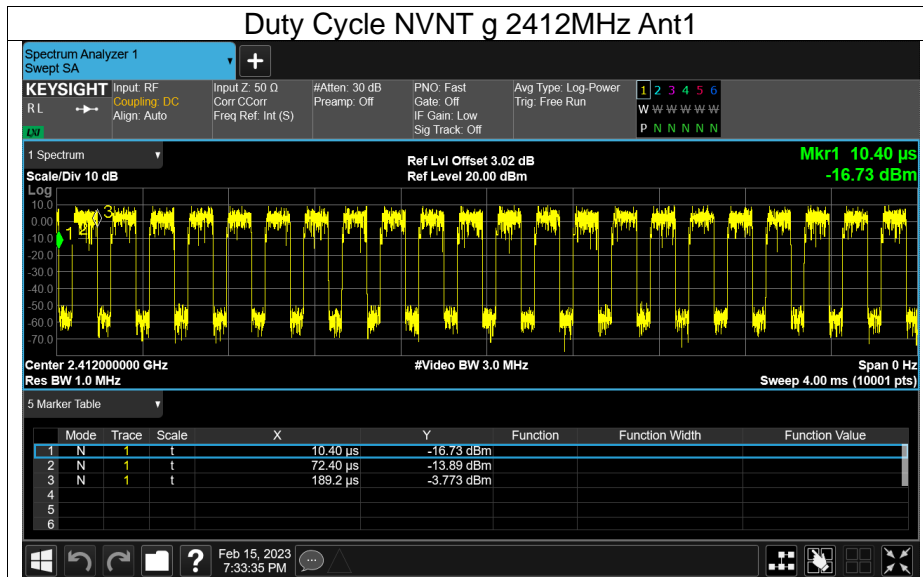 Duty Cycle NVNT g 2412MHz Ant1
Spectrum Analyzer 1
Swept SA
+
KEYSIGHT Input: RF Input Z: 50 Ω #Atten: 30 dB PNO: Fast Avg Type: Log-Power 1 2 3 4 5 6
R L Coupling: DC Corr CCorr Preamp: Off Gate: Off Trig: Free Run W W W W W W
Align: Auto Freq Ref: Int (S) IF Gain: Low
LXI Sig Track: Off P N N N N N
1 Spectrum Ref Lvl Offset 3.02 dB Mkr1 10.40 µs
Scale/Div 10 dB Ref Level 20.00 dBm -16.73 dBm
Log
10.0
0.00
-10.0
-20.0
-30.0
-40.0
-50.0
-60.0
-70.0
1 2 3
Center 2.412000000 GHz #Video BW 3.0 MHz Span 0 Hz
Res BW 1.0 MHz Sweep 4.00 ms (10001 pts)
5 Marker Table
Mode Trace Scale X Y Function Function Width Function Value
1 N 1 t 10.40 µs -16.73 dBm
2 N 1 t 72.40 µs -13.89 dBm
3 N 1 t 189.2 µs -3.773 dBm
4
5
6
? Feb 15, 2023
7:33:35 PM